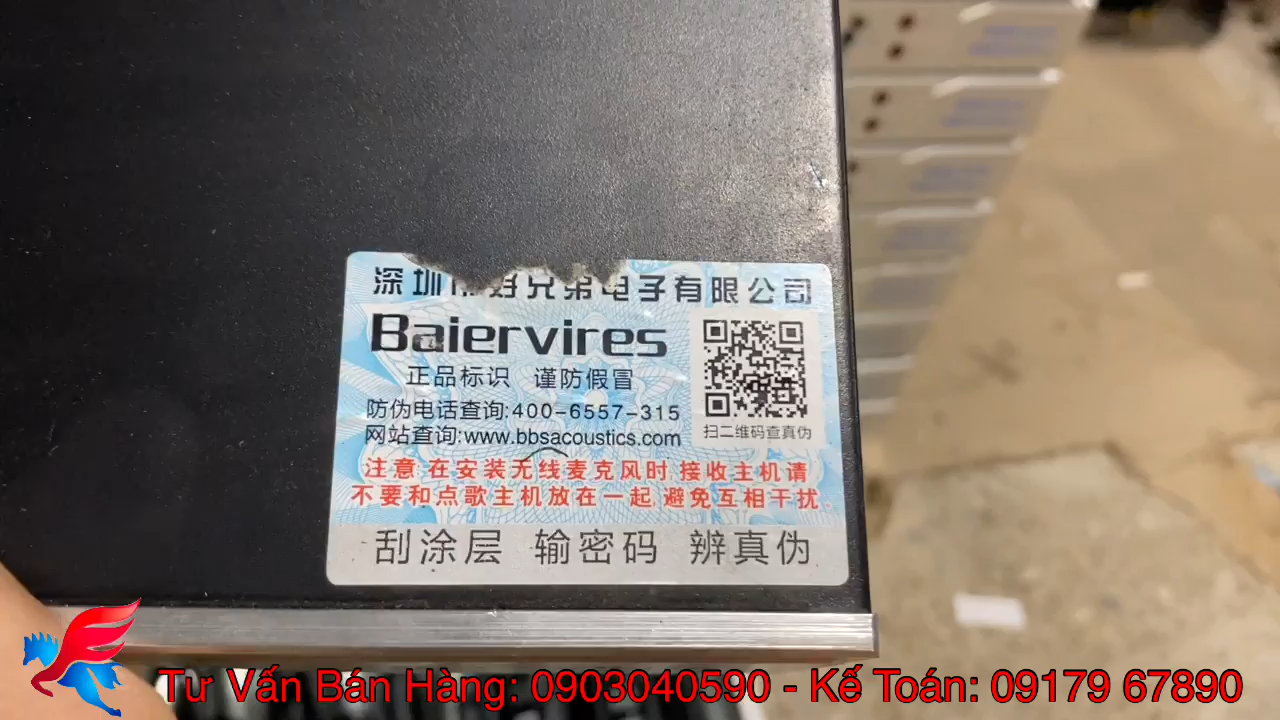 深圳市好兄弟电子有限公司
Baiervires
正品标识 谨防假冒
防伪电话查询:400-6557-315
网站查询:www.bbsacoustics.com
扫二维码查真伪
注意:在安装无线麦克风时,接收主机请
不要和点歌主机放在一起,避免互相干扰.
刮涂层 输密码 辨真伪
Tư Vấn Bán Hàng: 0903040590 - Kế Toán: 09179 67890